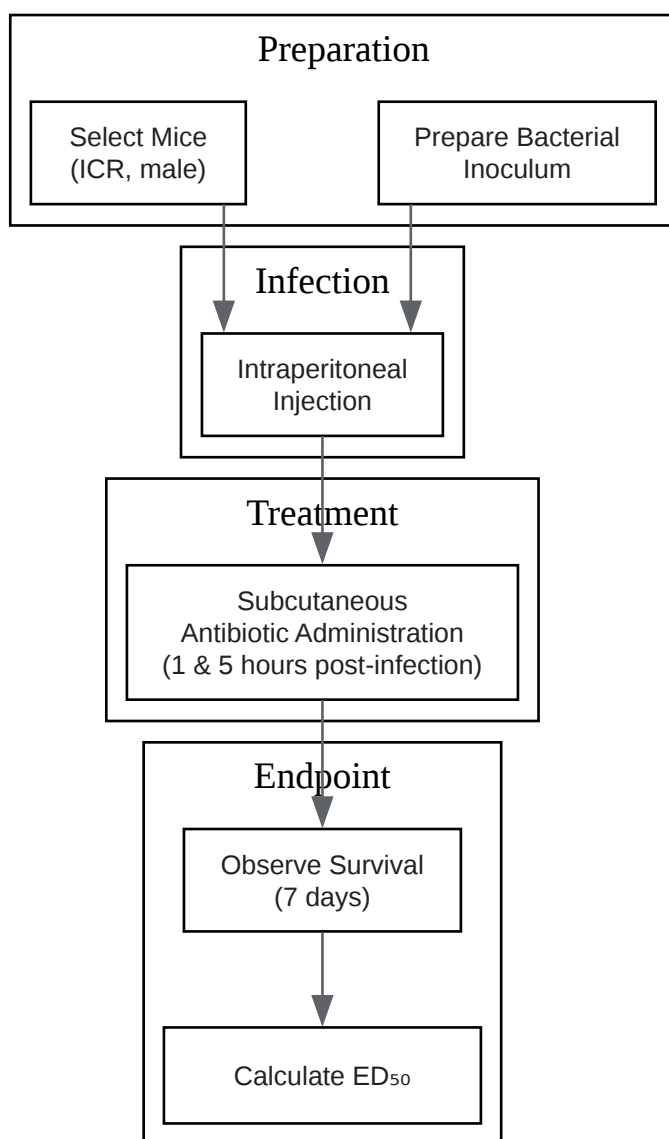 Preparation
Select Mice
(ICR, male)
Prepare Bacterial
Inoculum
Infection
Intraperitoneal
Injection
Treatment
Subcutaneous
Antibiotic Administration
(1 & 5 hours post-infection)
Endpoint
Observe Survival
(7 days)
Calculate ED₅₀